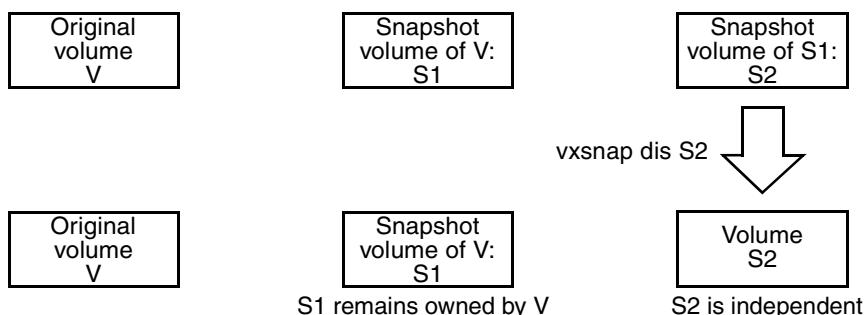 Original
volume
V
Snapshot
volume of V:
S1
Snapshot
volume of S1:
S2
vxsnap dis S2
Original
volume
V
Snapshot
volume of V:
S1
Volume
S2
S1 remains owned by V
S2 is independent